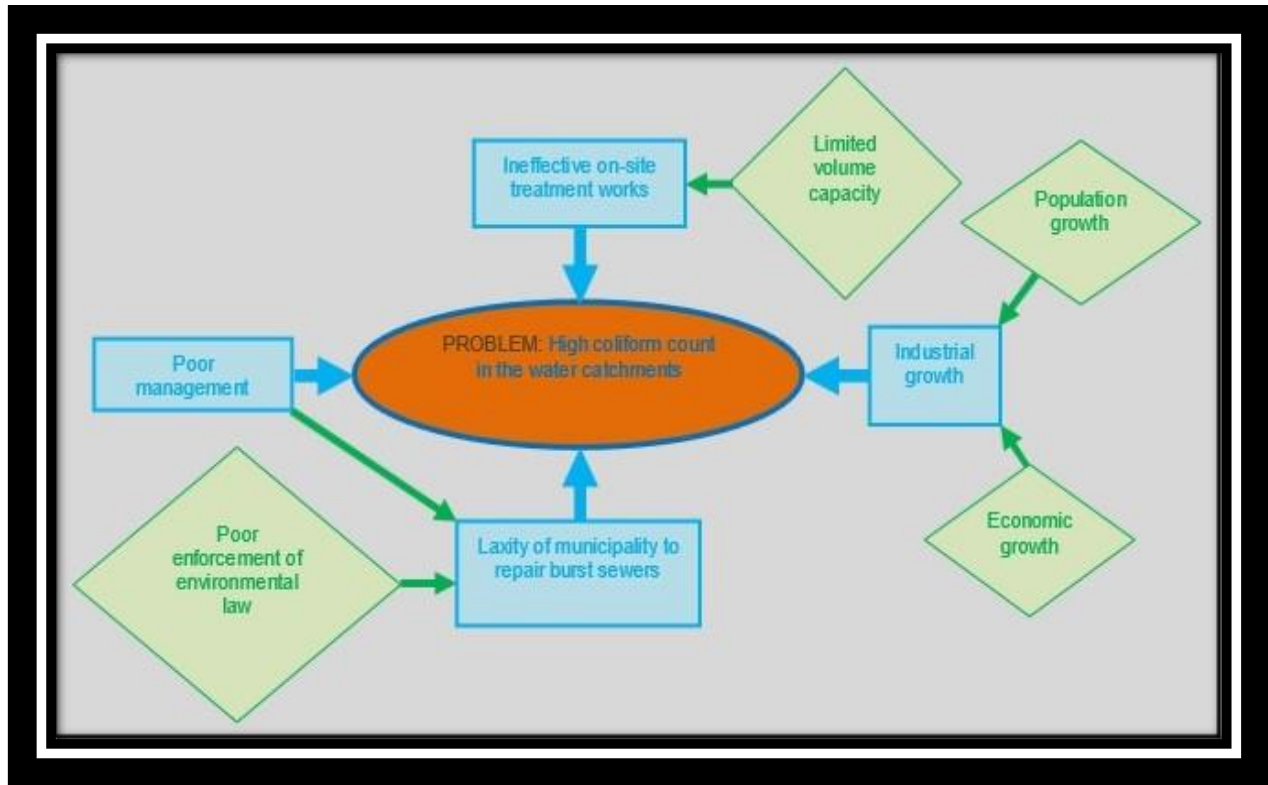 Limited
volume
capacity
Ineffective on-site
treatment works
Population
growth
PROBLEM: High coliform count
in the water catchments
Industrial
growth
Poor
management
Economic
growth
Poor
enforcement of
environmental
law
Laxity of municipality to
repair burst sewers